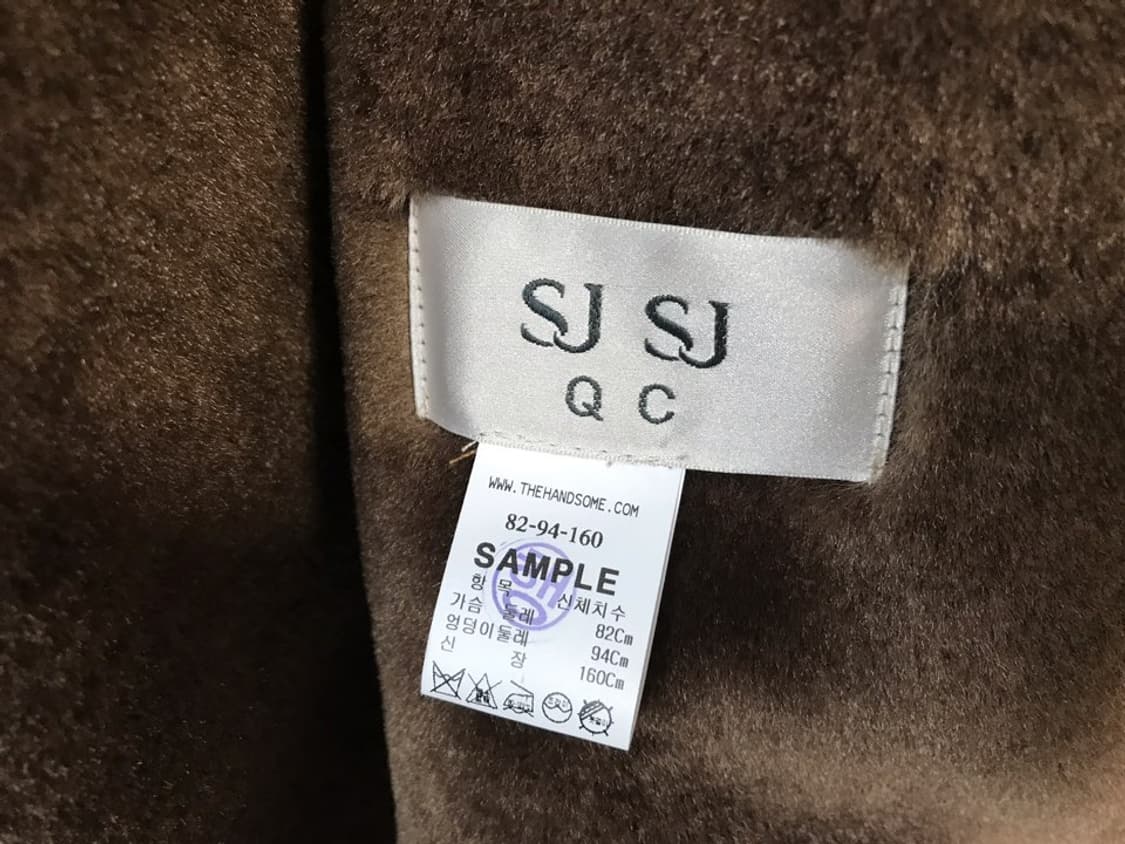 SJ SJ
Q C
WWW.THEHANDSOME.COM
82-94-160
SAMPLE
항 목 신체치수
가슴 둘레 82Cm
엉덩이둘레 94Cm
신 장 160Cm